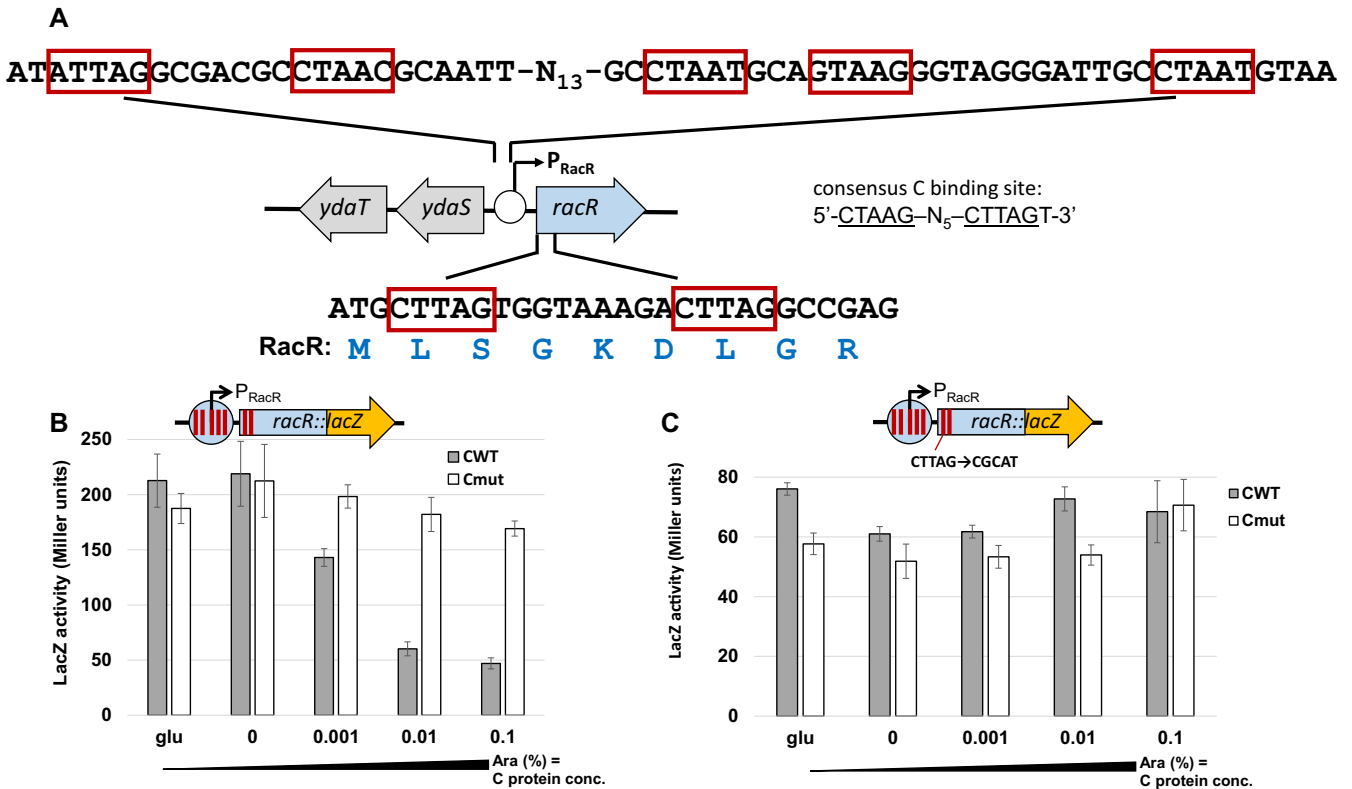 A
ATATTAGGCGACGCCTAACGCAATT-N13-GCCTAATGCAGTAAGGGTAGGGATTGCCTAATGTAA
PRacR
ydaT ydaS racR
consensus C binding site:
5'-CTAAG–N5–CTTAGT-3'
ATGCTTAGTGGTAAAGACTTAGGCCGAG
RacR: M L S G K D L G R
B
PRacR
racR::lacZ
LacZ activity (Miller units)
250
200
150
100
50
0
CWT
Cmut
glu 0 0.001 0.01 0.1
Ara (%) =
C protein conc.
C
PRacR
racR::lacZ
CTTAG→CGCAT
LacZ activity (Miller units)
80
60
40
20
0
CWT
Cmut
glu 0 0.001 0.01 0.1
Ara (%) =
C protein conc.